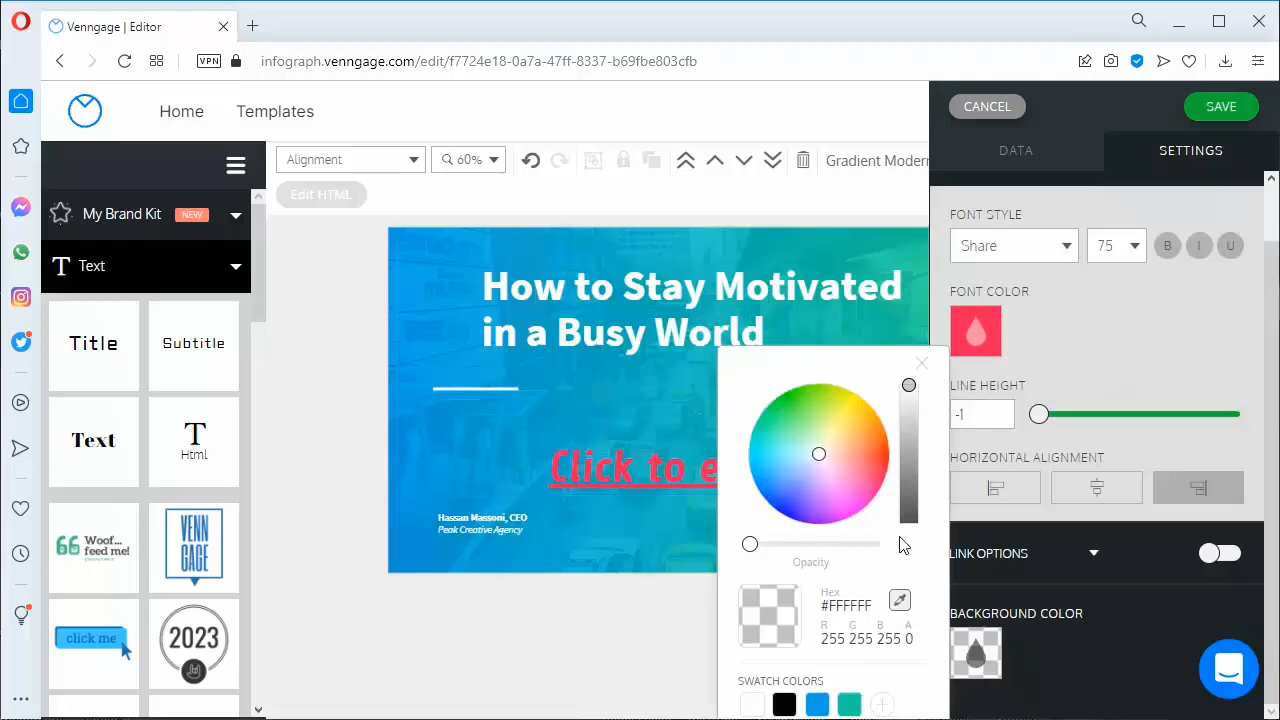 Venngage | Editor
VPN
infograph.venngage.com/edit/f7724e18-0a7a-47ff-8337-b69fbe803cfb
Home
Templates
CANCEL
SAVE
DATA
SETTINGS
Alignment
60%
Gradient Modern
Edit HTML
My Brand Kit
NEW
T Text
Title
Subtitle
Text
T
Html
Woof...
feed me!
VENN
GAGE
click me
2023
How to Stay Motivated
in a Busy World
Click to e
Hassan Massoni, CEO
Peak Creative Agency
FONT STYLE
Share
75
B
I
U
FONT COLOR
LINE HEIGHT
-1
HORIZONTAL ALIGNMENT
LINK OPTIONS
BACKGROUND COLOR
Opacity
Hex
#FFFFFF
R G B A
255 255 255 0
SWATCH COLORS